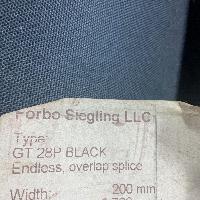 Forbo Siegling LLC
Type:
GT 28P BLACK
Endless, overlap splice
Width: 200 mm